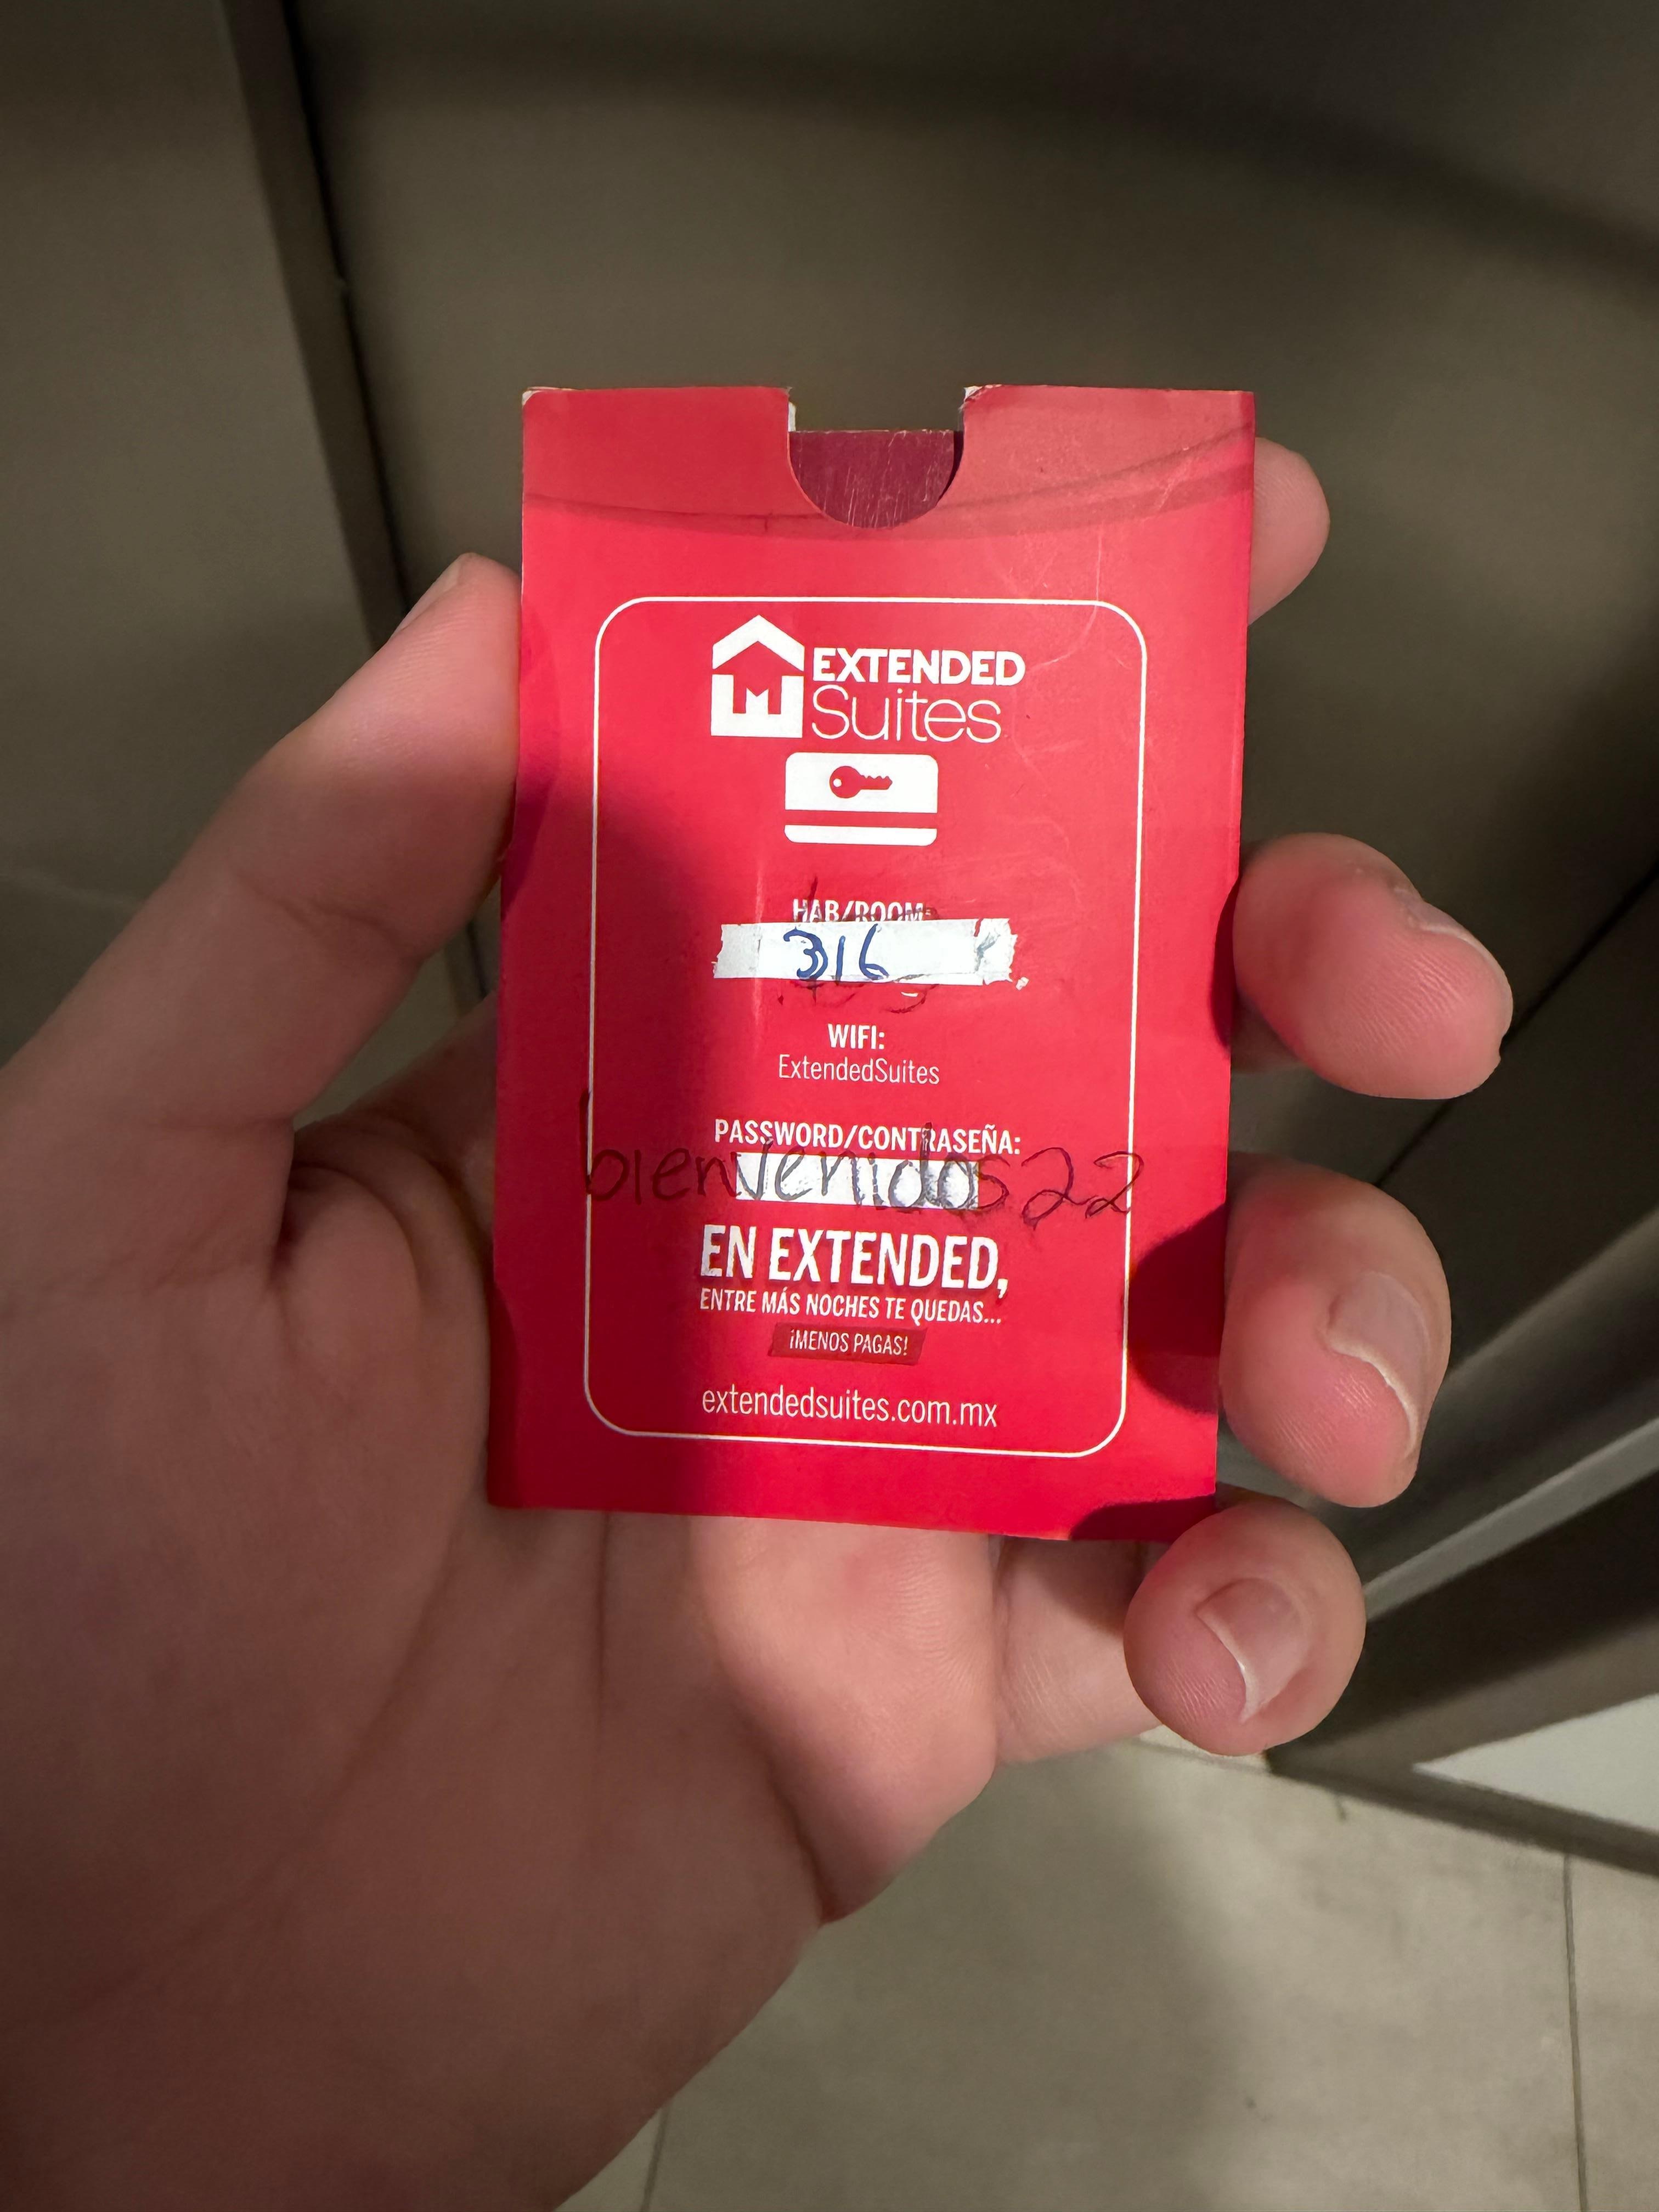 EXTENDED
Suites
HAB/ROOM:
316
WIFI:
ExtendedSuites
PASSWORD/CONTRASEÑA:
bienvenidos22
EN EXTENDED,
ENTRE MÁS NOCHES TE QUEDAS...
¡MENOS PAGAS!
extendedsuites.com.mx